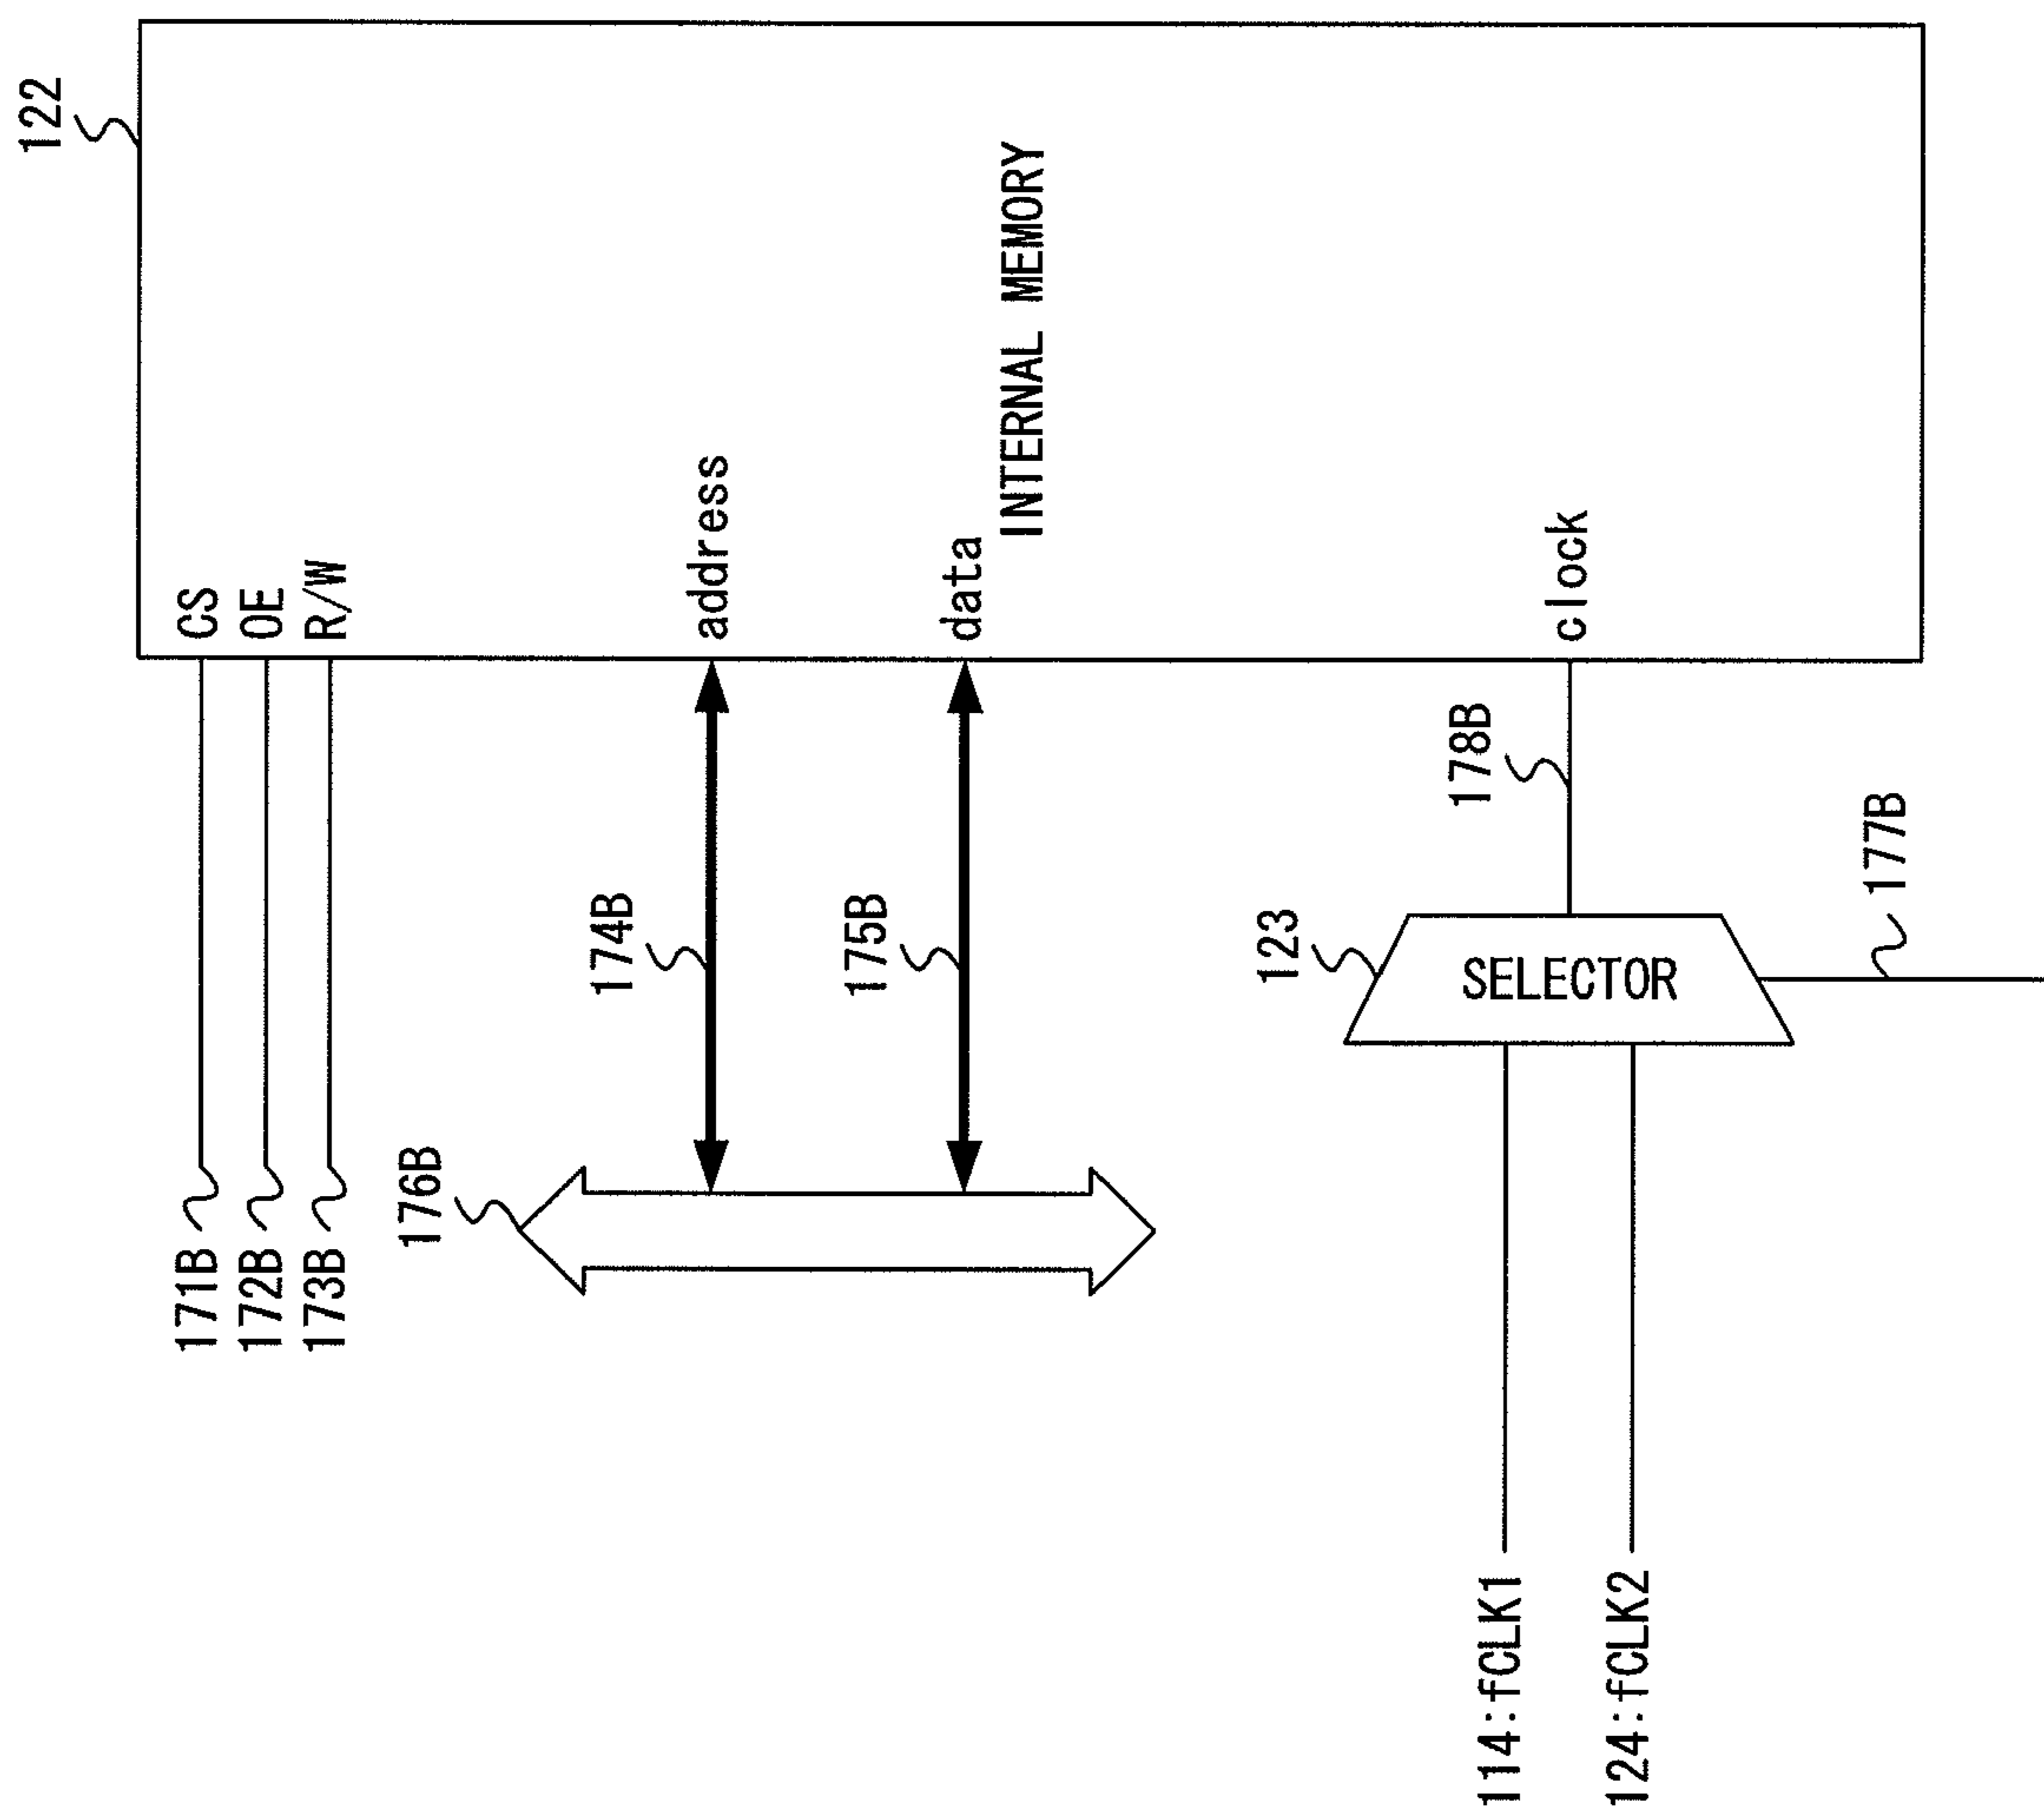 122
INTERNAL MEMORY
CS
OE
R/W
address
data
clock
171B
172B
173B
174B
175B
176B
178B
177B
123
SELECTOR
114:fCLK1
124:fCLK2